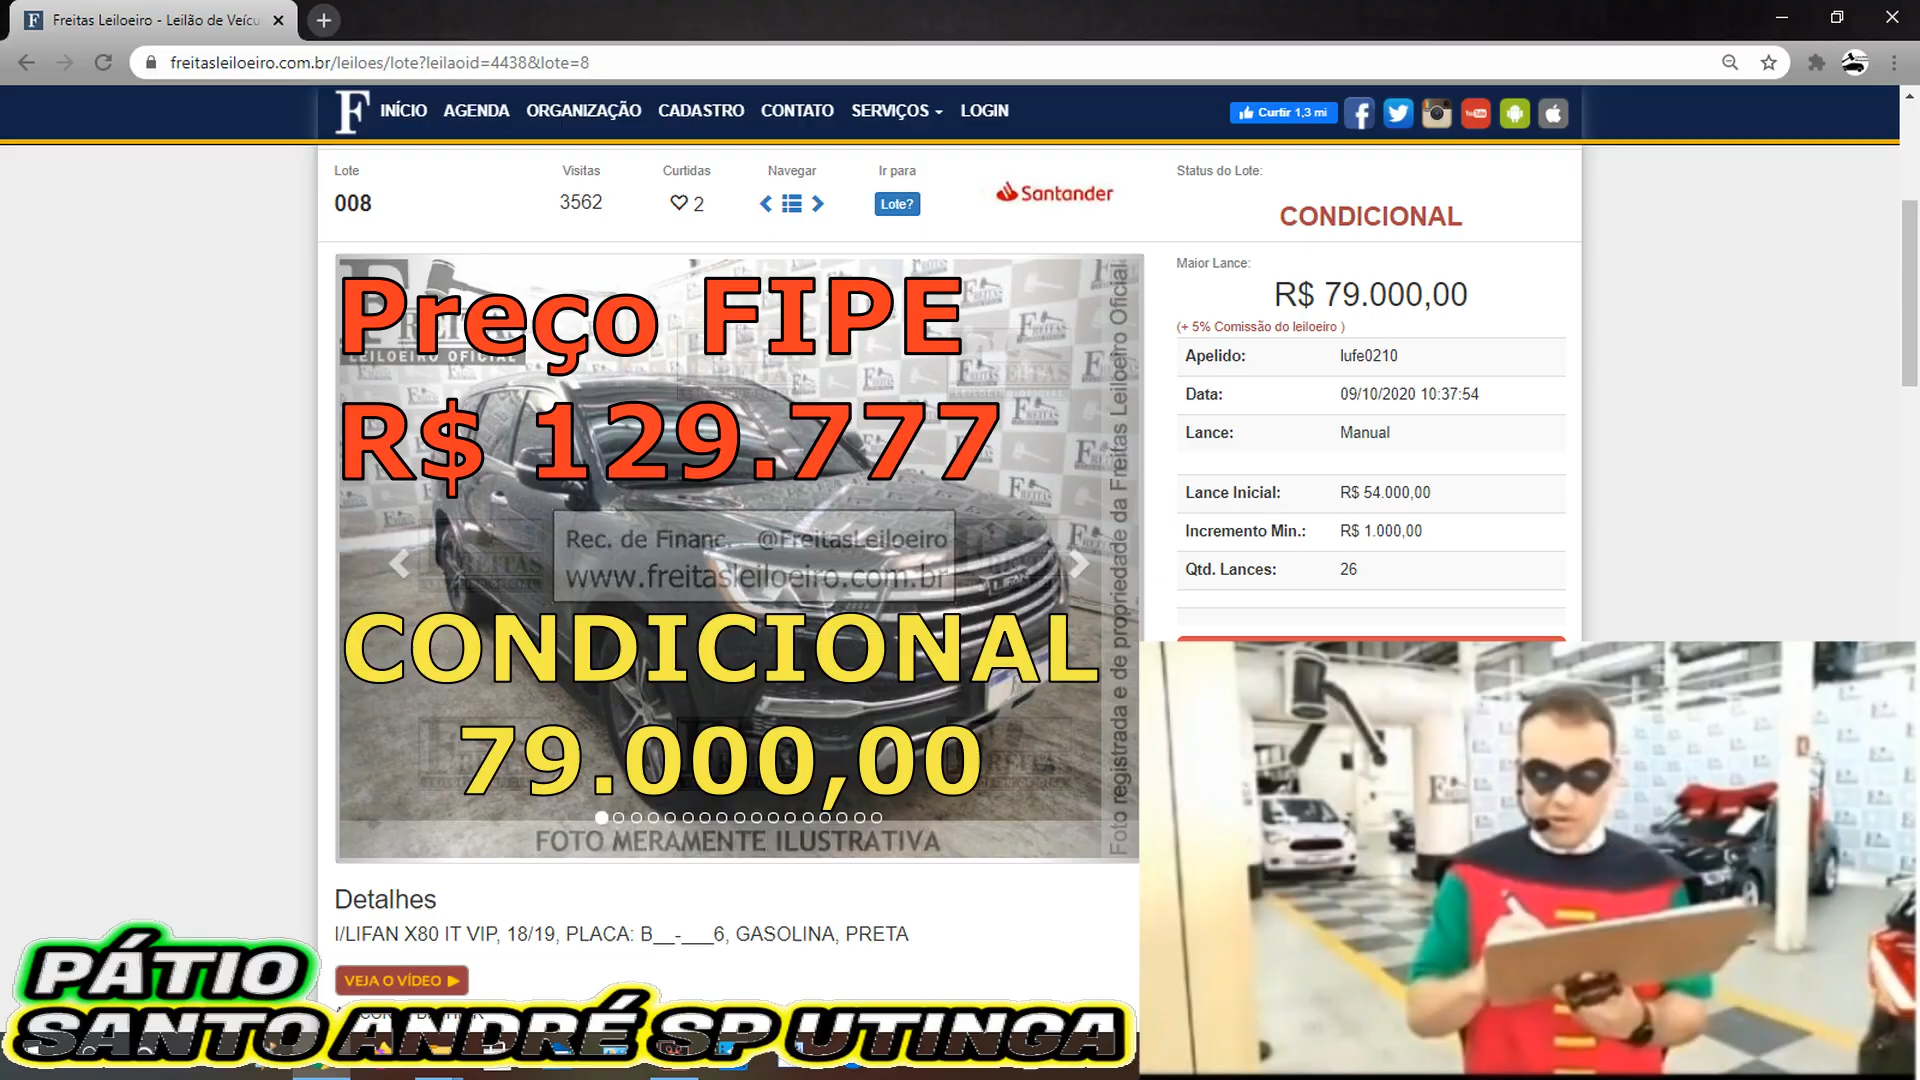 Freitas Leiloeiro - Leilão de Veícu
freitasleiloeiro.com.br/leiloes/lote?leilaoid=4438&lote=8
F INÍCIO AGENDA ORGANIZAÇÃO CADASTRO CONTATO SERVIÇOS LOGIN
Curtir 1,3 mi
Lote Visitas Curtidas Navegar Ir para
008 3562 2 Lote?
Santander
Status do Lote:
CONDICIONAL
Preço FIPE
R$ 129.777
LEILOEIRO OFICIAL
Rec. de Financ. @FreitasLeiloeiro
www.freitasleiloeiro.com.br
CONDICIONAL
79.000,00
FOTO MERAMENTE ILUSTRATIVA
Foto registrada e de propriedade da Freitas Leiloeiro Oficial
Maior Lance:
R$ 79.000,00
(+ 5% Comissão do leiloeiro )
Apelido: lufe0210
Data: 09/10/2020 10:37:54
Lance: Manual
Lance Inicial: R$ 54.000,00
Incremento Min.: R$ 1.000,00
Qtd. Lances: 26
Detalhes
I/LIFAN X80 IT VIP, 18/19, PLACA: B__-___6, GASOLINA, PRETA
VEJA O VÍDEO
PÁTIO
SANTO ANDRÉ SP UTINGA